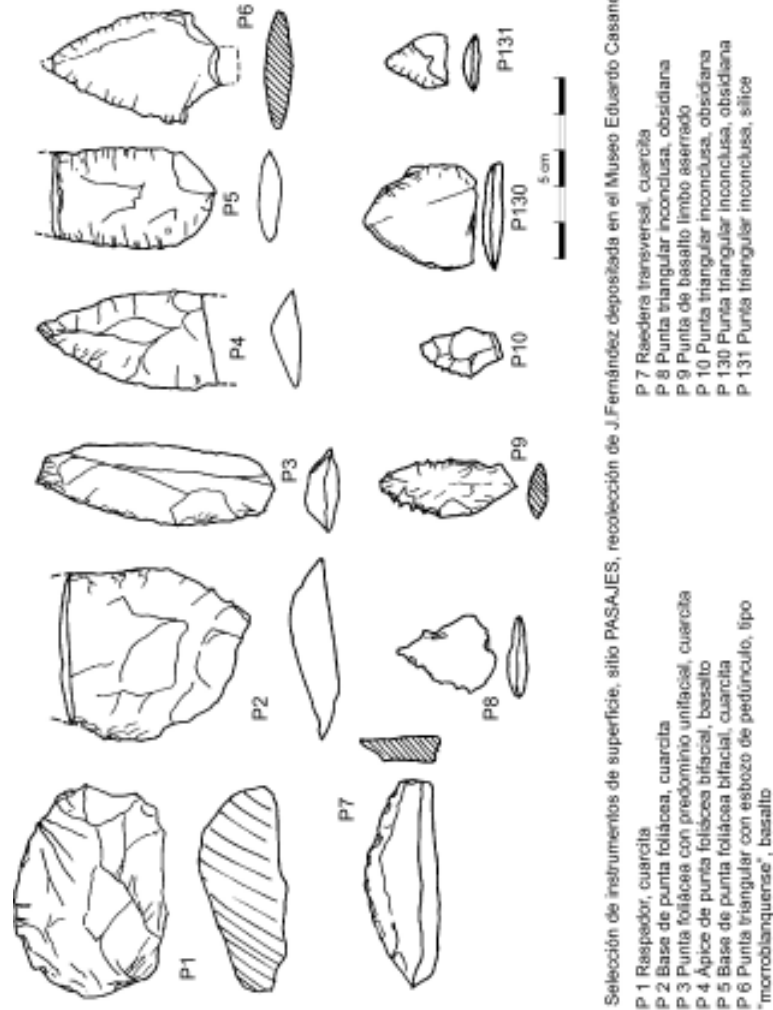 P1
P2
P3
P4
P5
P6
P7
P8
P9
P10
P130
P131
5 cm
Selección de instrumentos de superficie, sitio PASAJES, recolección de J.Fernández depositada en el Museo Eduardo Casano
P 1 Raspador, cuarcita
P 2 Base de punta foliácea, cuarcita
P 3 Punta foliácea con predominio unifacial, cuarcita
P 4 Ápice de punta foliácea bifacial, basalto
P 5 Base de punta foliácea bifacial, cuarcita
P 6 Punta triangular con esbozo de pedúnculo, tipo
"morroblanquense", basalto
P 7 Raedera transversal, cuarcita
P 8 Punta triangular inconclusa, obsidiana
P 9 Punta de basalto limbo aserrado
P 10 Punta triangular inconclusa, obsidiana
P 130 Punta triangular inconclusa, obsidiana
P 131 Punta triangular inconclusa, sílice